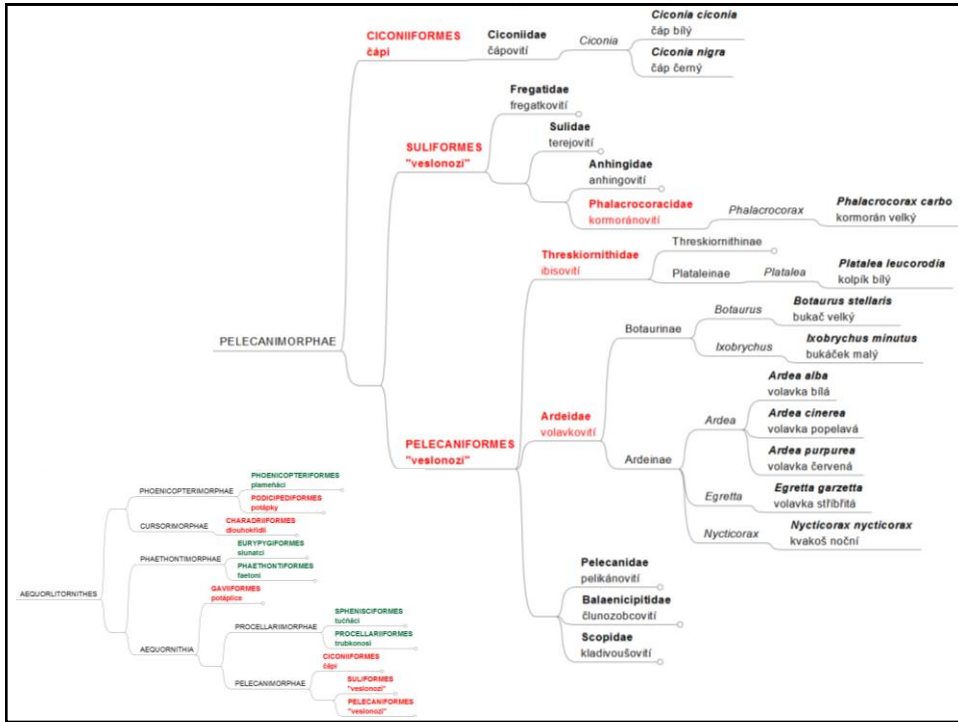 CICONIIFORMES
čápi
Ciconiidae
čápovití
Ciconia
Ciconia ciconia
čáp bílý
Ciconia nigra
čáp černý
SULIFORMES
"veslonozí"
Fregatidae
fregatkovití
Sulidae
terejovití
Anhingidae
anhingovití
Phalacrocoracidae
kormoránovití
Phalacrocorax
Phalacrocorax carbo
kormorán velký
PELECANIMORPHAE
PELECANIFORMES
"veslonozí"
Threskiornithidae
ibisovití
Threskiornithinae
Plataleinae
Platalea
Platalea leucorodia
kolpík bílý
Ardeidae
volavkovití
Botaurinae
Botaurus
Botaurus stellaris
bukač velký
Ixobrychus
Ixobrychus minutus
bukáček malý
Ardeinae
Ardea
Ardea alba
volavka bílá
Ardea cinerea
volavka popelavá
Ardea purpurea
volavka červená
Egretta
Egretta garzetta
volavka stříbřitá
Nycticorax
Nycticorax nycticorax
kvakoš noční
Pelecanidae
pelikánovití
Balaenicipitidae
člunozobcovití
Scopidae
kladivoušovití
AEQUORLITORNITHES
PHOENICOPTERIMORPHAE
PHOENICOPTERIFORMES
plameňáci
PODICIPEDIFORMES
potápky
CURSORIMORPHAE
CHARADRIIFORMES
dlouhokřídlí
PHAETHONTIMORPHAE
EURYPYGIFORMES
slunatci
PHAETHONTIFORMES
faetoni
AEQUORNITHIA
GAVIIFORMES
potáplice
PROCELLARIIMORPHAE
SPHENISCIFORMES
tučňáci
PROCELLARIIFORMES
trubkonosí
PELECANIMORPHAE
CICONIIFORMES
čápi
SULIFORMES
"veslonozí"
PELECANIFORMES
"veslonozí"